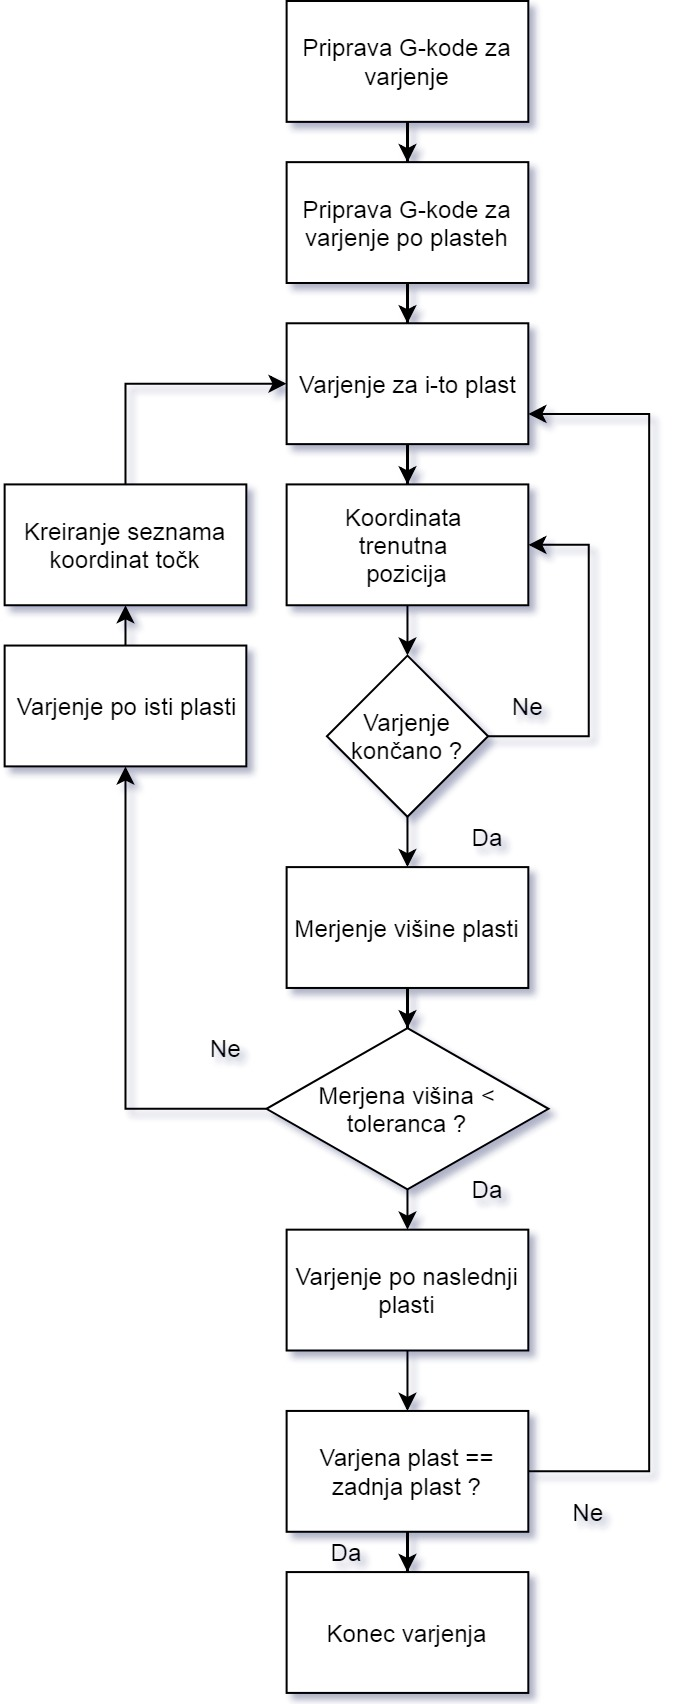 Priprava G-kode za
varjenje
Priprava G-kode za
varjenje po plasteh
Varjenje za i-to plast
Kreiranje seznama
koordinat točk
Koordinata
trenutna
pozicija
Varjenje po isti plasti
Varjenje
končano ?
Ne
Da
Merjenje višine plasti
Ne
Merjena višina <
toleranca ?
Da
Varjenje po naslednji
plasti
Varjena plast ==
zadnja plast ?
Ne
Da
Konec varjenja